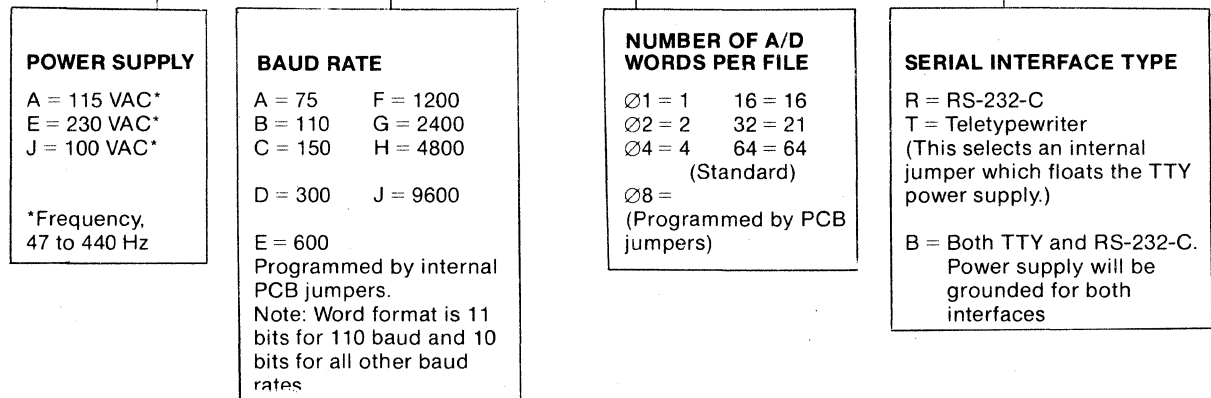 POWER SUPPLY
A = 115 VAC*
E = 230 VAC*
J = 100 VAC*
*Frequency,
47 to 440 Hz
BAUD RATE
A = 75 F = 1200
B = 110 G = 2400
C = 150 H = 4800
D = 300 J = 9600
E = 600
Programmed by internal
PCB jumpers.
Note: Word format is 11
bits for 110 baud and 10
bits for all other baud
rates
NUMBER OF A/D
WORDS PER FILE
∅1 = 1 16 = 16
∅2 = 2 32 = 21
∅4 = 4 64 = 64
(Standard)
∅8 =
(Programmed by PCB
jumpers)
SERIAL INTERFACE TYPE
R = RS-232-C
T = Teletypewriter
(This selects an internal
jumper which floats the TTY
power supply.)
B = Both TTY and RS-232-C.
Power supply will be
grounded for both
interfaces